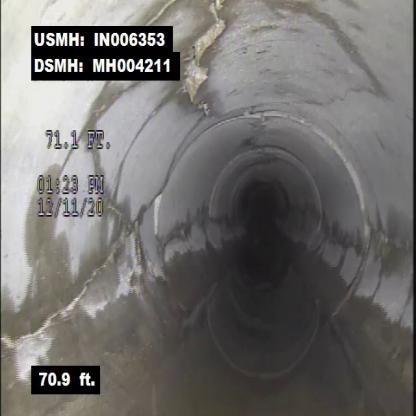 USMH: IN006353
DSMH: MH004211
71.1 FT.
01:23 PM
12/11/20
70.9 ft.